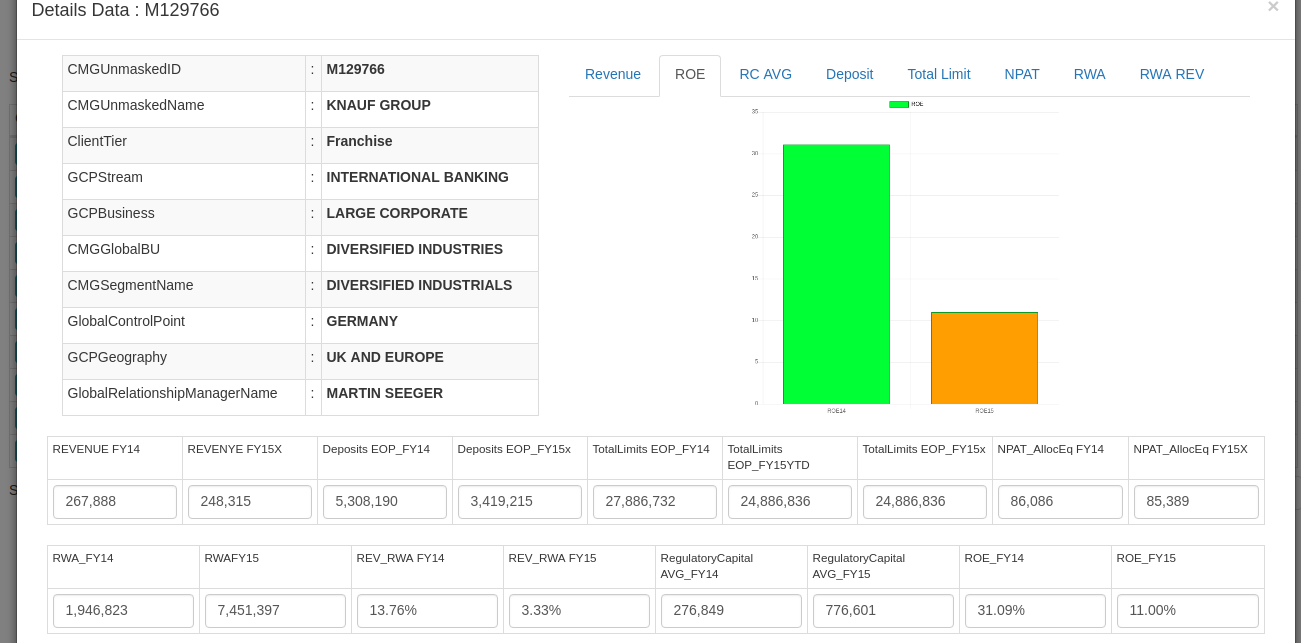 Details Data : M129766
×
CMGUnmaskedID : M129766
CMGUnmaskedName : KNAUF GROUP
ClientTier : Franchise
GCPStream : INTERNATIONAL BANKING
GCPBusiness : LARGE CORPORATE
CMGGlobalBU : DIVERSIFIED INDUSTRIES
CMGSegmentName : DIVERSIFIED INDUSTRIALS
GlobalControlPoint : GERMANY
GCPGeography : UK AND EUROPE
GlobalRelationshipManagerName : MARTIN SEEGER
Revenue ROE RC AVG Deposit Total Limit NPAT RWA RWA REV
ROE
35
30
25
20
15
10
5
0
ROE14 ROE15
REVENUE FY14 REVENYE FY15X Deposits EOP_FY14 Deposits EOP_FY15x TotalLimits EOP_FY14 TotalLimits EOP_FY15YTD TotalLimits EOP_FY15x NPAT_AllocEq FY14 NPAT_AllocEq FY15X
267,888 248,315 5,308,190 3,419,215 27,886,732 24,886,836 24,886,836 86,086 85,389
RWA_FY14 RWAFY15 REV_RWA FY14 REV_RWA FY15 RegulatoryCapital AVG_FY14 RegulatoryCapital AVG_FY15 ROE_FY14 ROE_FY15
1,946,823 7,451,397 13.76% 3.33% 276,849 776,601 31.09% 11.00%